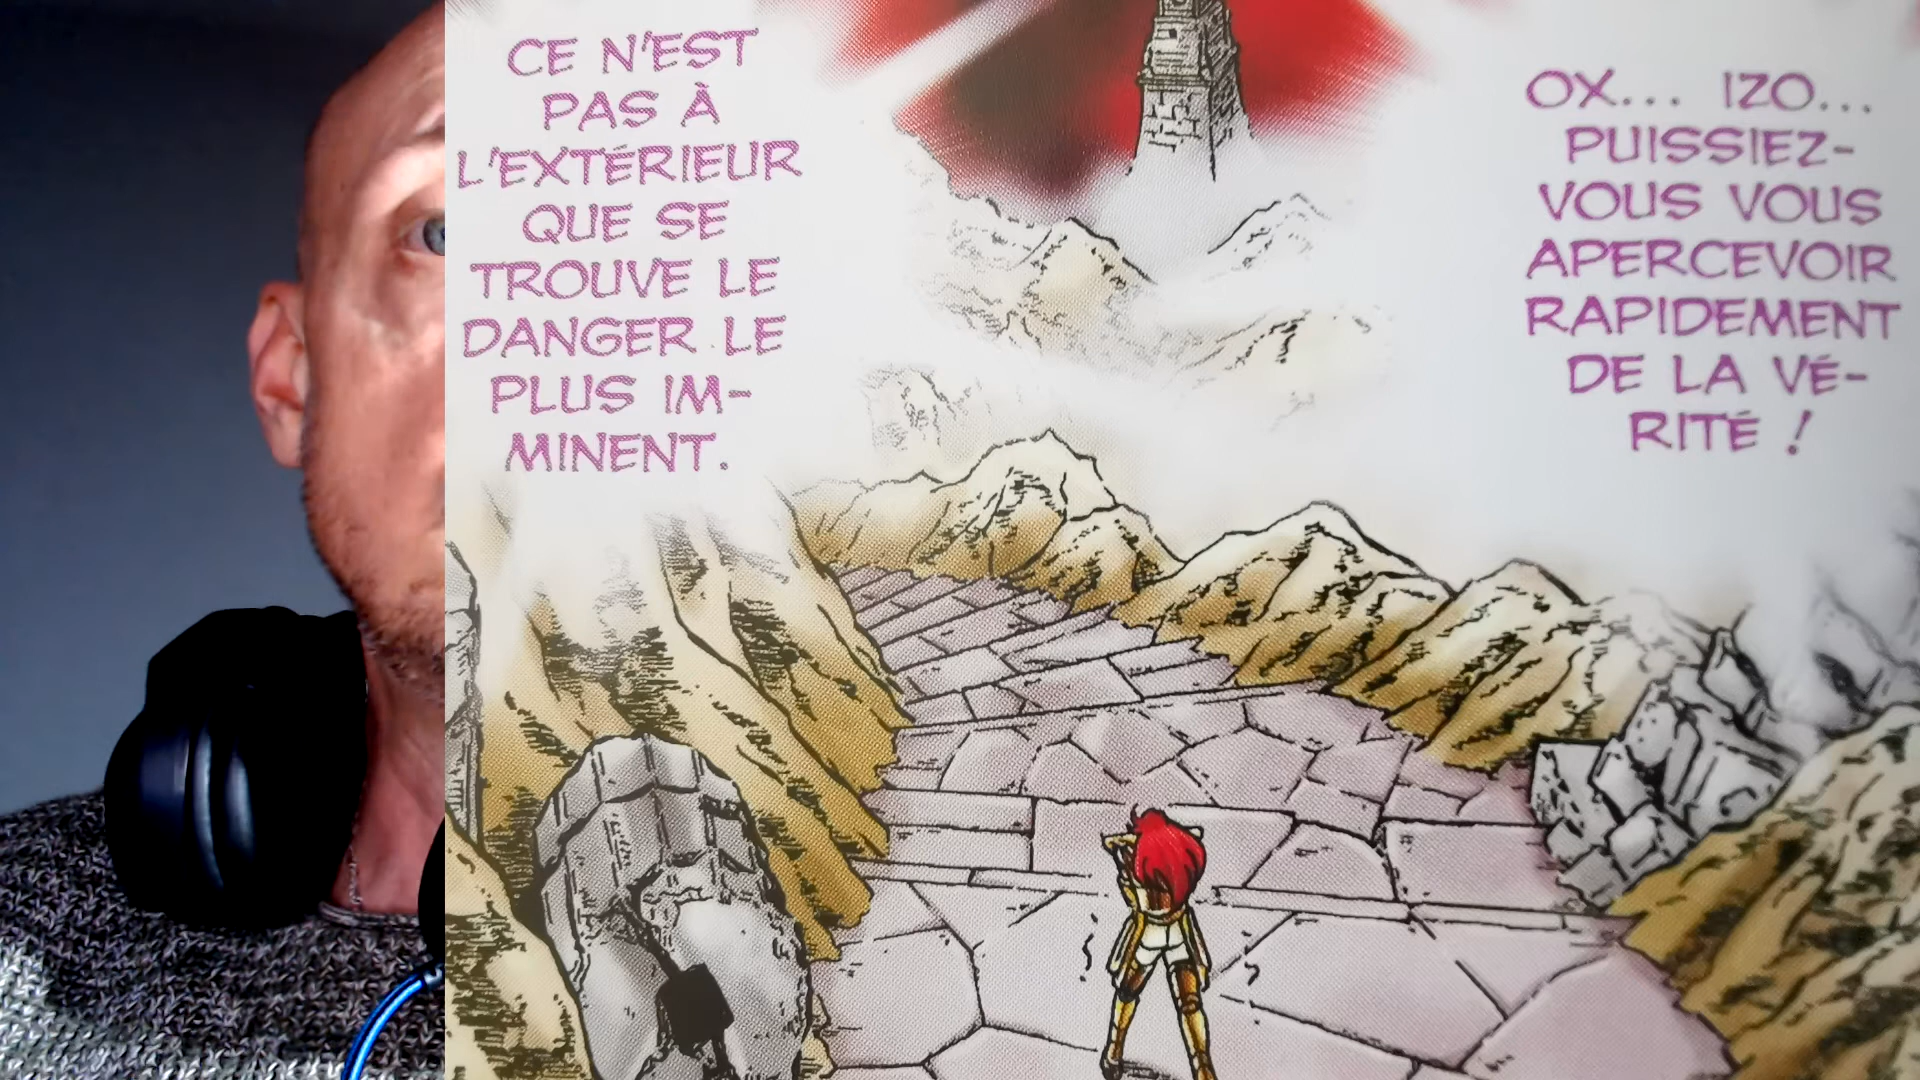 CE N'EST
PAS À
L'EXTÉRIEUR
QUE SE
TROUVE LE
DANGER LE
PLUS IM-
MINENT.
OX... IZO...
PUISSIEZ-
VOUS VOUS
APERCEVOIR
RAPIDEMENT
DE LA VÉ-
RITÉ !